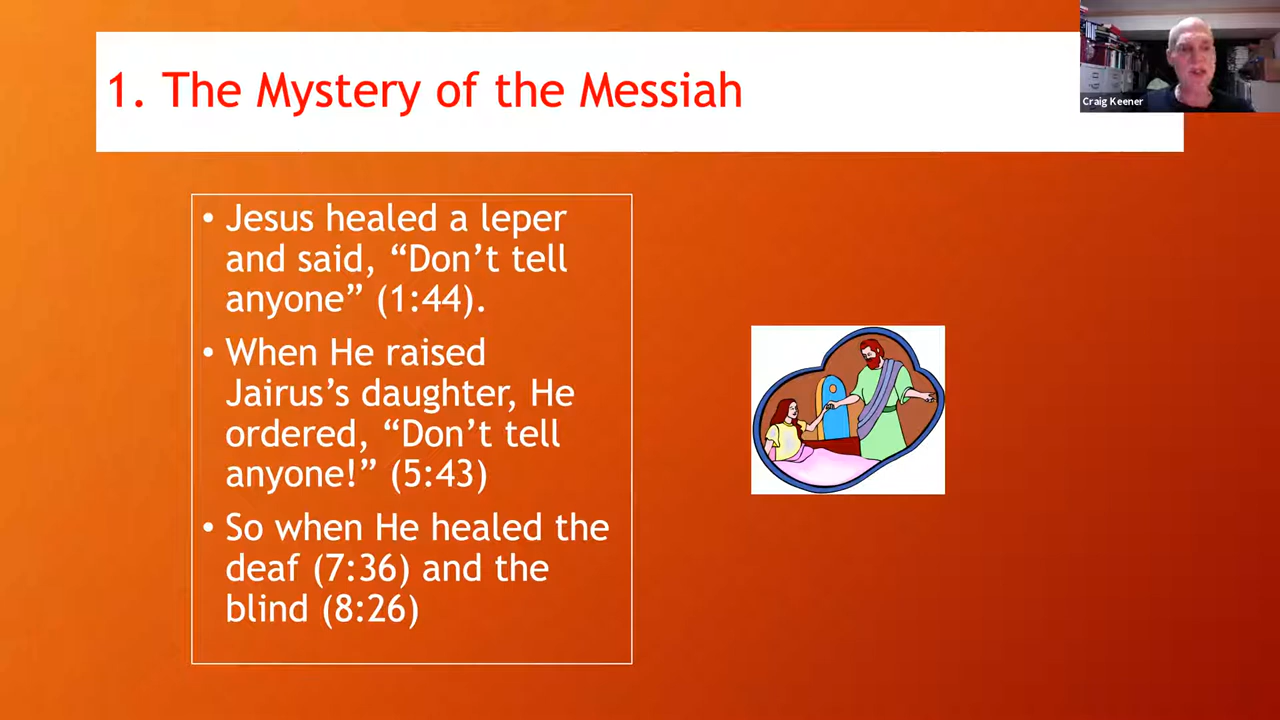 1. The Mystery of the Messiah
Craig Keener
• Jesus healed a leper
and said, “Don’t tell
anyone” (1:44).
• When He raised
Jairus’s daughter, He
ordered, “Don’t tell
anyone!” (5:43)
• So when He healed the
deaf (7:36) and the
blind (8:26)